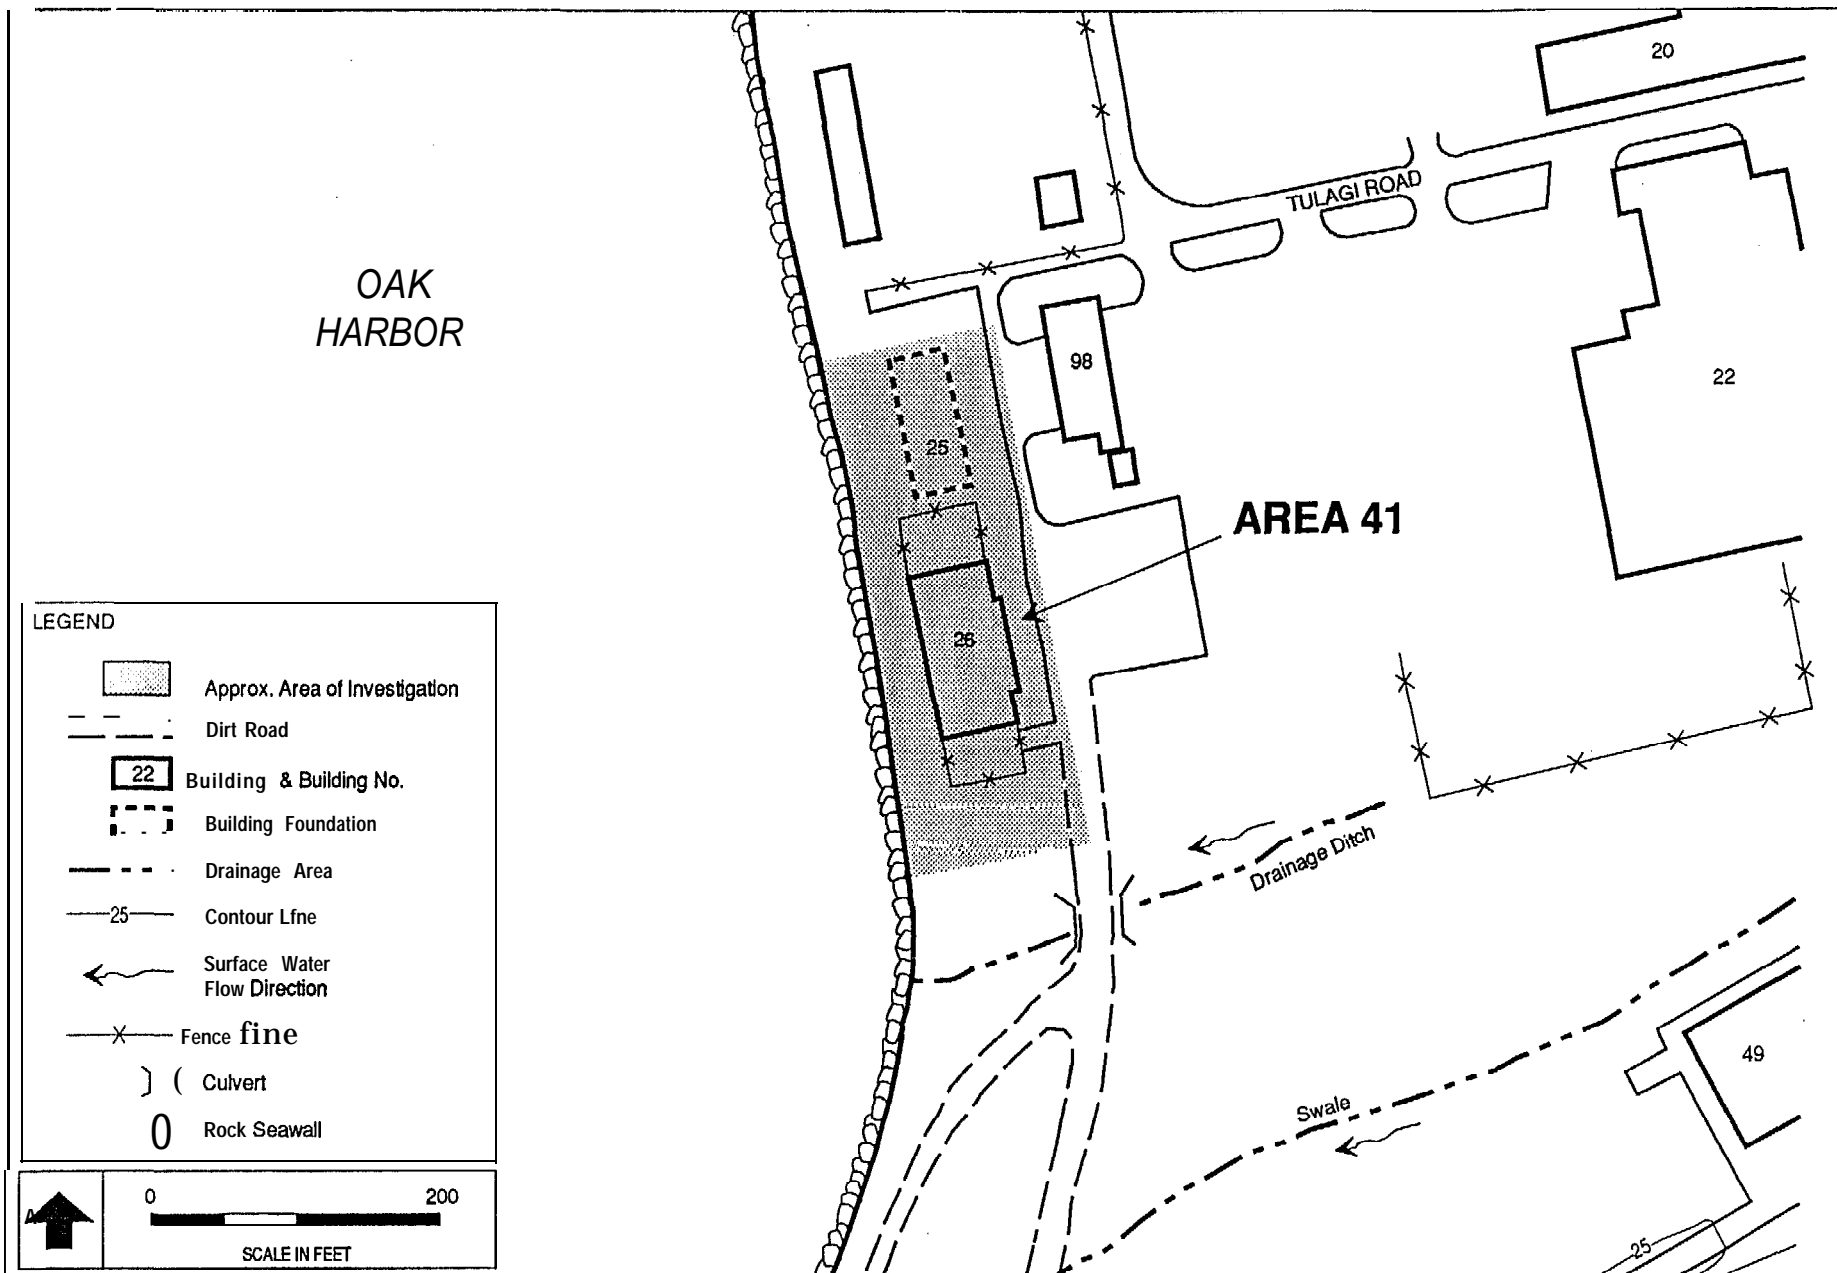 20
TULAGI ROAD
OAK
HARBOR
98
22
25
AREA 41
26
LEGEND
Approx. Area of Investigation
Dirt Road
22 Building & Building No.
Building Foundation
Drainage Area
25 Contour Lfne
Surface Water
Flow Direction
Fence fine
Culvert
Rock Seawall
Drainage Ditch
49
Swale
25
0 200
SCALE IN FEET